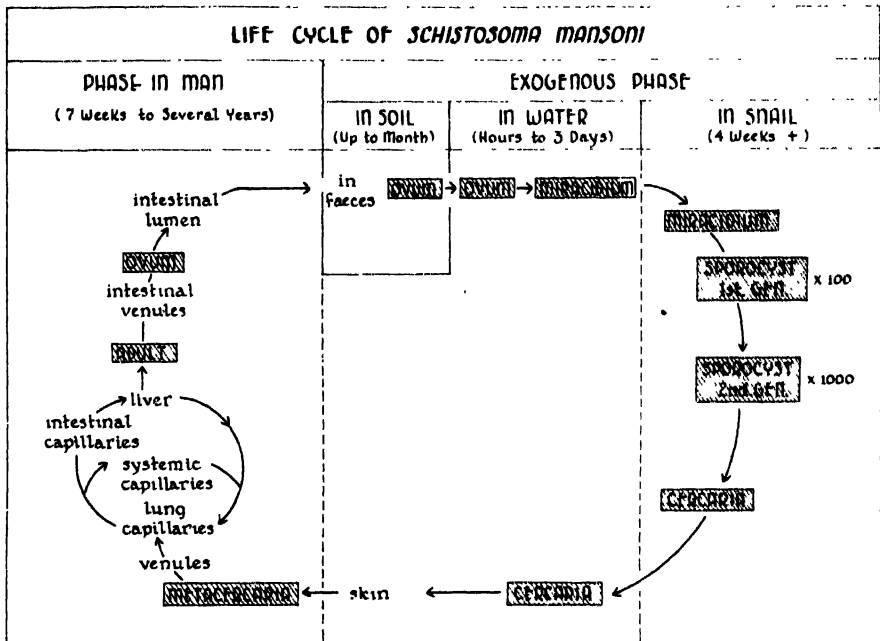 LIFE CYCLE OF SCHISTOSOMA MANSONI
PHASE IN MAN
(7 Weeks to Several Years)
EXOGENOUS PHASE
IN SOIL
(Up to Month)
IN WATER
(Hours to 3 Days)
IN SNAIL
(4 Weeks +)
intestinal
lumen
in
faeces
OVUM
OVUM
MIRACIDIUM
MIRACIDIUM
OVUM
SPOROCYST
1st. GEN.
x 100
intestinal
venules
ADULT
SPOROCYST
2nd. GEN.
x 1000
liver
intestinal
capillaries
systemic
capillaries
lung
capillaries
CERCARIA
venules
METACERCARIA
skin
CERCARIA